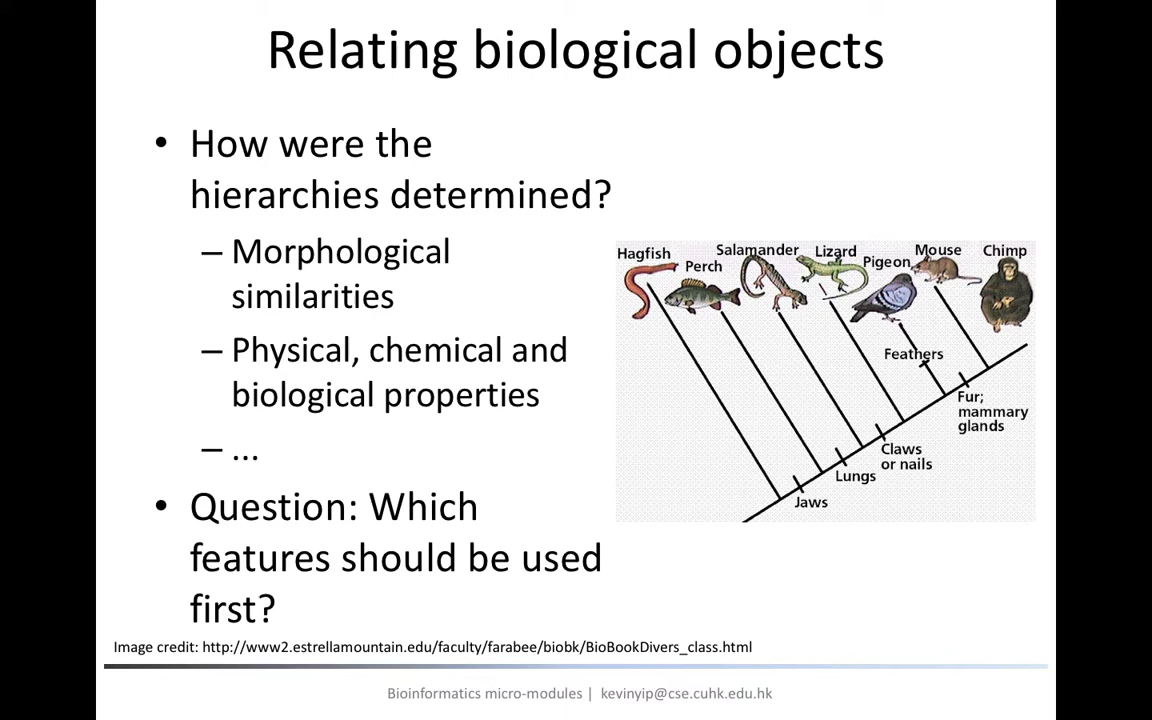 Relating biological objects
• How were the
hierarchies determined?
– Morphological
similarities
– Physical, chemical and
biological properties
– ...
• Question: Which
features should be used
first?
Hagfish
Perch
Salamander
Lizard
Pigeon
Mouse
Chimp
Feathers
Fur;
mammary
glands
Claws
or nails
Lungs
Jaws
Image credit: http://www2.estrellamountain.edu/faculty/farabee/biobk/BioBookDivers_class.html
Bioinformatics micro-modules | kevinyip@cse.cuhk.edu.hk